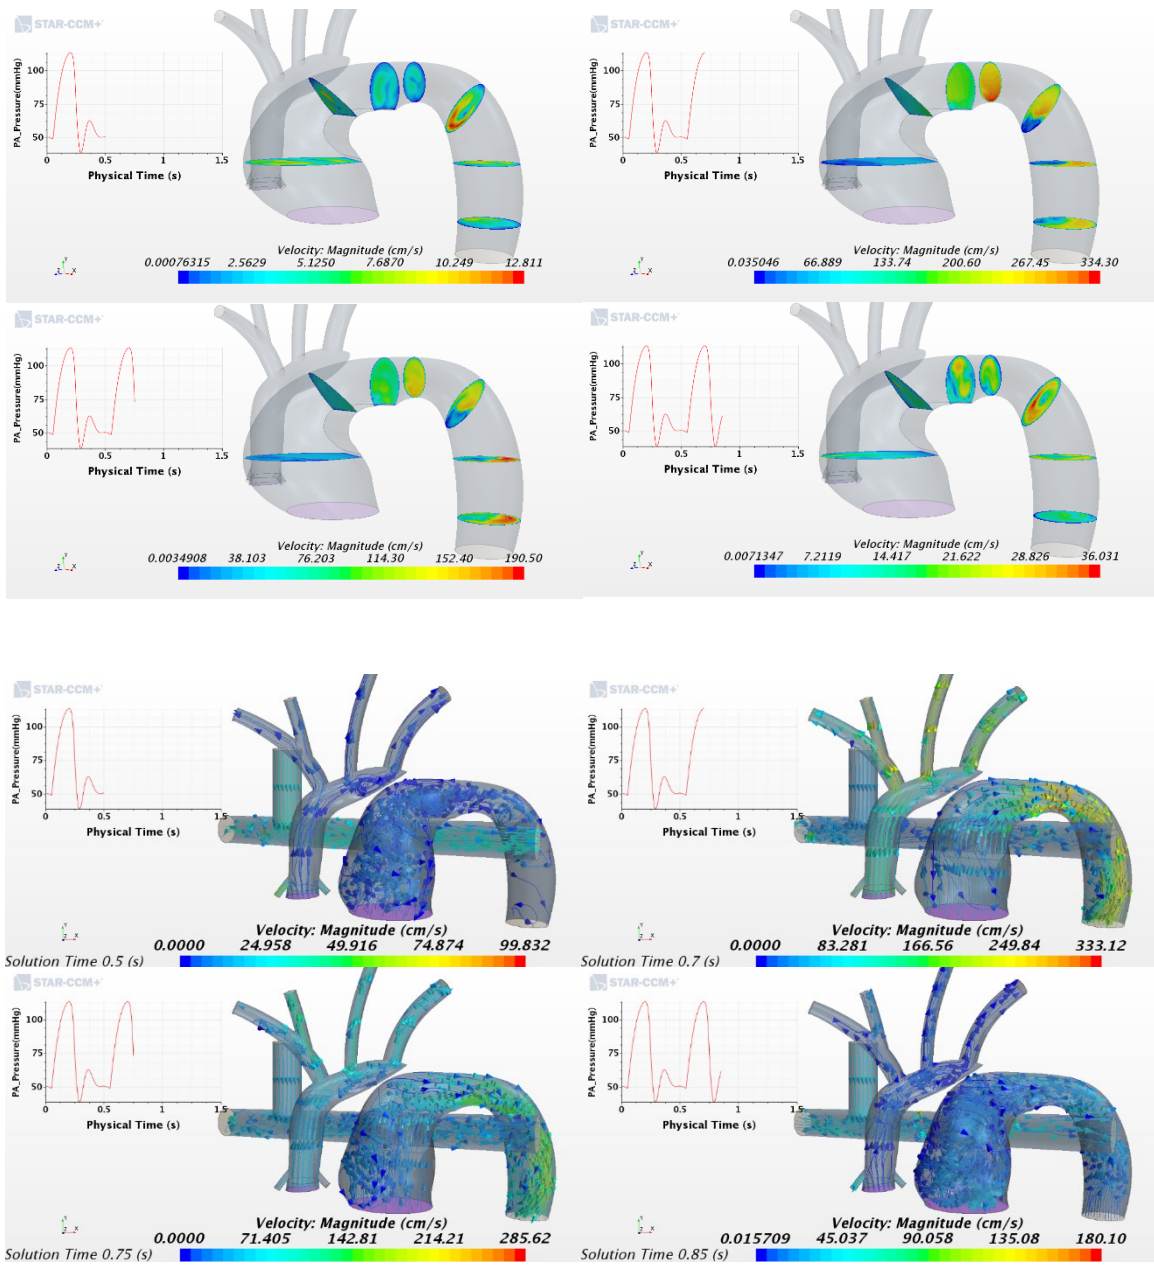 STAR-CCM+
PA_Pressure(mmHg)
100
75
50
0
0.5
1
1.5
Physical Time (s)
Velocity: Magnitude (cm/s)
0.00076315 2.5629 5.1250 7.6870 10.249 12.811
Y
Z X
STAR-CCM+
PA_Pressure(mmHg)
100
75
50
0
0.5
1
1.5
Physical Time (s)
Velocity: Magnitude (cm/s)
0.035046 66.889 133.74 200.60 267.45 334.30
Y
Z X
STAR-CCM+
PA_Pressure(mmHg)
100
75
50
0
0.5
1
1.5
Physical Time (s)
Velocity: Magnitude (cm/s)
0.0034908 38.103 76.203 114.30 152.40 190.50
Y
Z X
STAR-CCM+
PA_Pressure(mmHg)
100
75
50
0
0.5
1
1.5
Physical Time (s)
Velocity: Magnitude (cm/s)
0.0071347 7.2119 14.417 21.622 28.826 36.031
Y
Z X
STAR-CCM+
PA_Pressure(mmHg)
100
75
50
0
0.5
1
1.5
Physical Time (s)
Velocity: Magnitude (cm/s)
0.0000 24.958 49.916 74.874 99.832
Solution Time 0.5 (s)
Y
Z X
STAR-CCM+
PA_Pressure(mmHg)
100
75
50
0
0.5
1
1.5
Physical Time (s)
Velocity: Magnitude (cm/s)
0.0000 83.281 166.56 249.84 333.12
Solution Time 0.7 (s)
Y
Z X
STAR-CCM+
PA_Pressure(mmHg)
100
75
50
0
0.5
1
1.5
Physical Time (s)
Velocity: Magnitude (cm/s)
0.0000 71.405 142.81 214.21 285.62
Solution Time 0.75 (s)
Y
Z X
STAR-CCM+
PA_Pressure(mmHg)
100
75
50
0
0.5
1
1.5
Physical Time (s)
Velocity: Magnitude (cm/s)
0.015709 45.037 90.058 135.08 180.10
Solution Time 0.85 (s)
Y
Z X